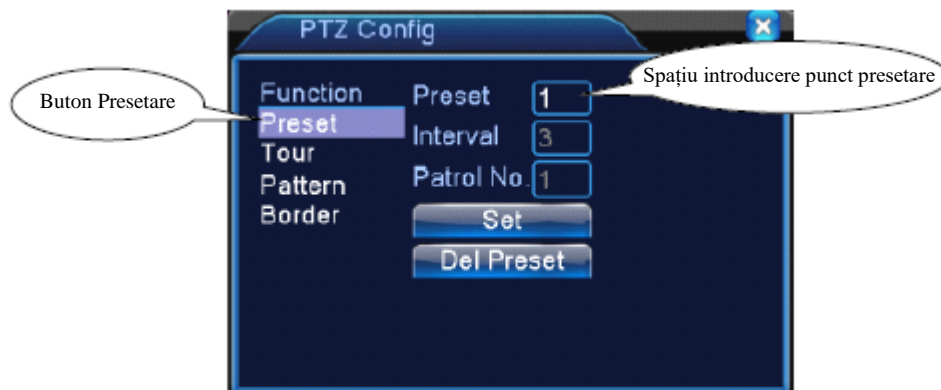 PTZ Config
Buton Presetare
Spațiu introducere punct presetare
Function
Preset
Tour
Pattern
Border
Preset 1
Interval 3
Patrol No. 1
Set
Del Preset